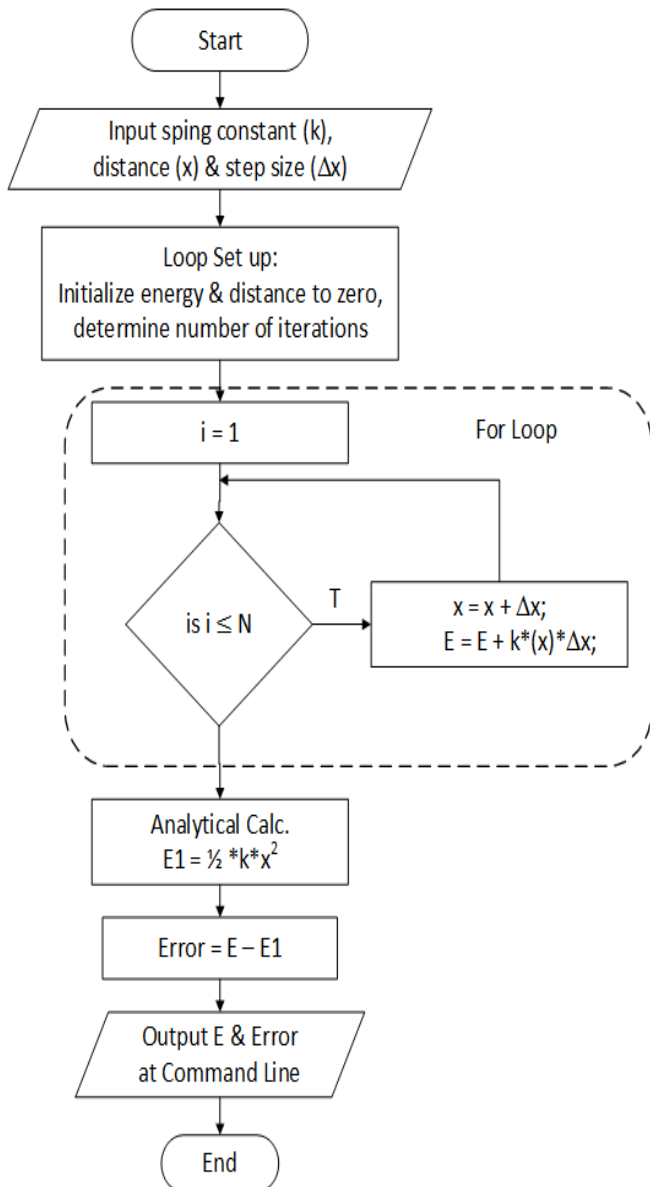 Start
Input sping constant (k),
distance (x) & step size (Δx)
Loop Set up:
Initialize energy & distance to zero,
determine number of iterations
i = 1
For Loop
is i ≤ N
T
x = x + Δx;
E = E + k*(x)*Δx;
Analytical Calc.
E1 = ½ *k*x²
Error = E – E1
Output E & Error
at Command Line
End